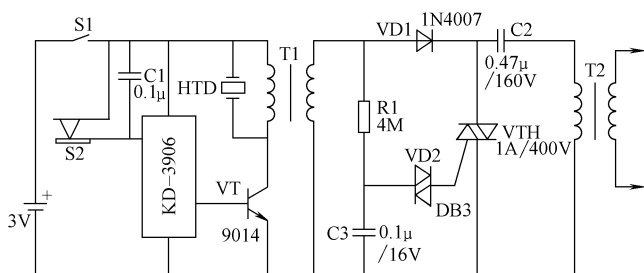 S1
C1
0.1μ
HTD
T1
S2
3V
+
KD-3906
VT
9014
VD1
1N4007
R1
4M
VD2
DB3
C3
0.1μ
/16V
C2
0.47μ
/160V
VTH
1A/400V
T2